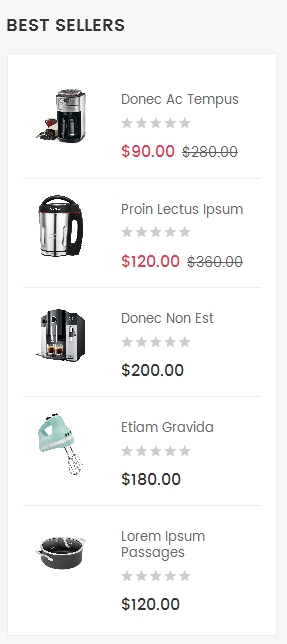 BEST SELLERS
Donec Ac Tempus
$90.00 $280.00
Proin Lectus Ipsum
$120.00 $360.00
Donec Non Est
$200.00
Etiam Gravida
$180.00
Lorem Ipsum
Passages
$120.00